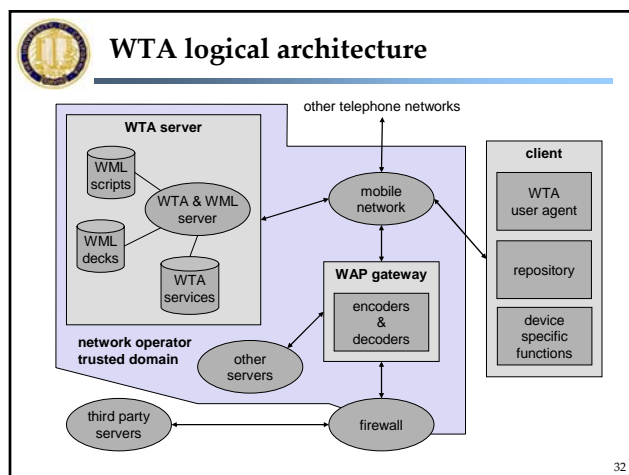 WTA logical architecture
other telephone networks
WTA server
WML
scripts
WTA & WML
server
WML
decks
WTA
services
network operator
trusted domain
mobile
network
WAP gateway
encoders
&
decoders
other
servers
third party
servers
firewall
client
WTA
user agent
repository
device
specific
functions
32